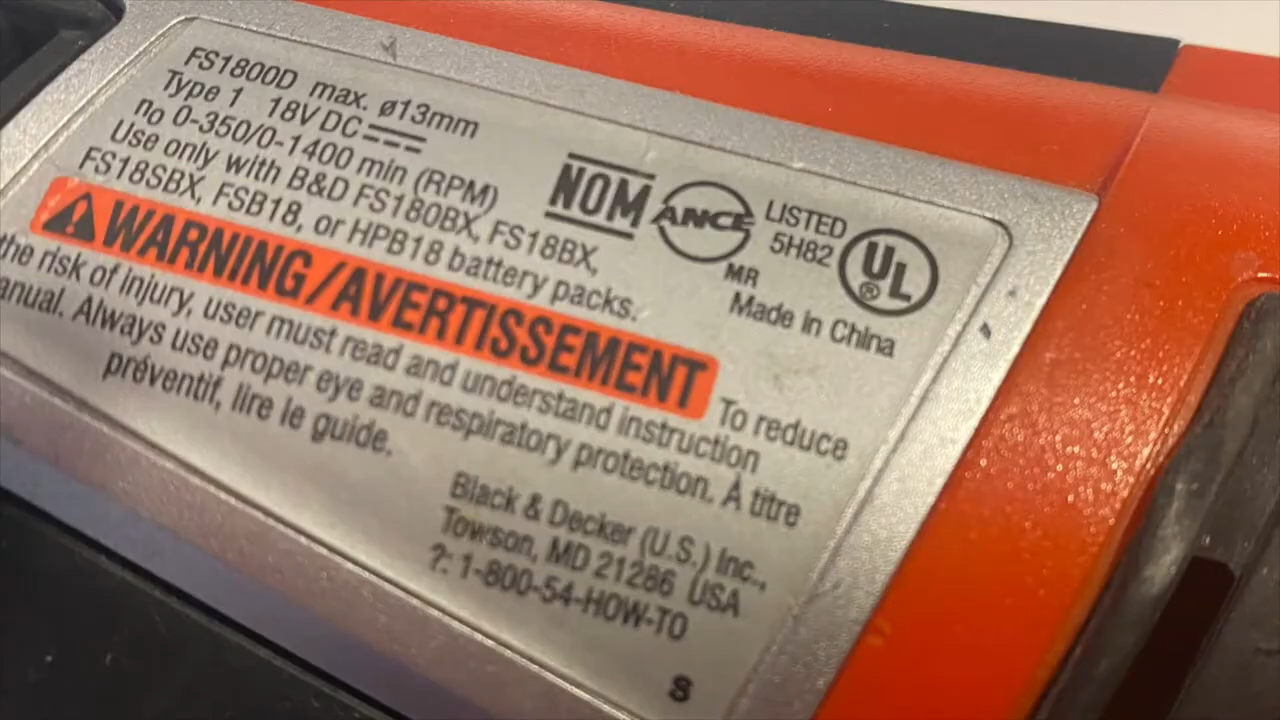 FS1800D max. ø13mm
Type 1 18V DC
no 0-350/0-1400 min (RPM)
Use only with B&D FS180BX, FS18BX,
FS18SBX, FSB18, or HPB18 battery packs.
NOM
ANCE
MR
LISTED
5H82
UL
®
Made in China
WARNING/AVERTISSEMENT To reduce
the risk of injury, user must read and understand instruction
anual. Always use proper eye and respiratory protection. À titre
préventif, lire le guide.
Black & Decker (U.S.) Inc.,
Towson, MD 21286 USA
?: 1-800-54-HOW-TO
S